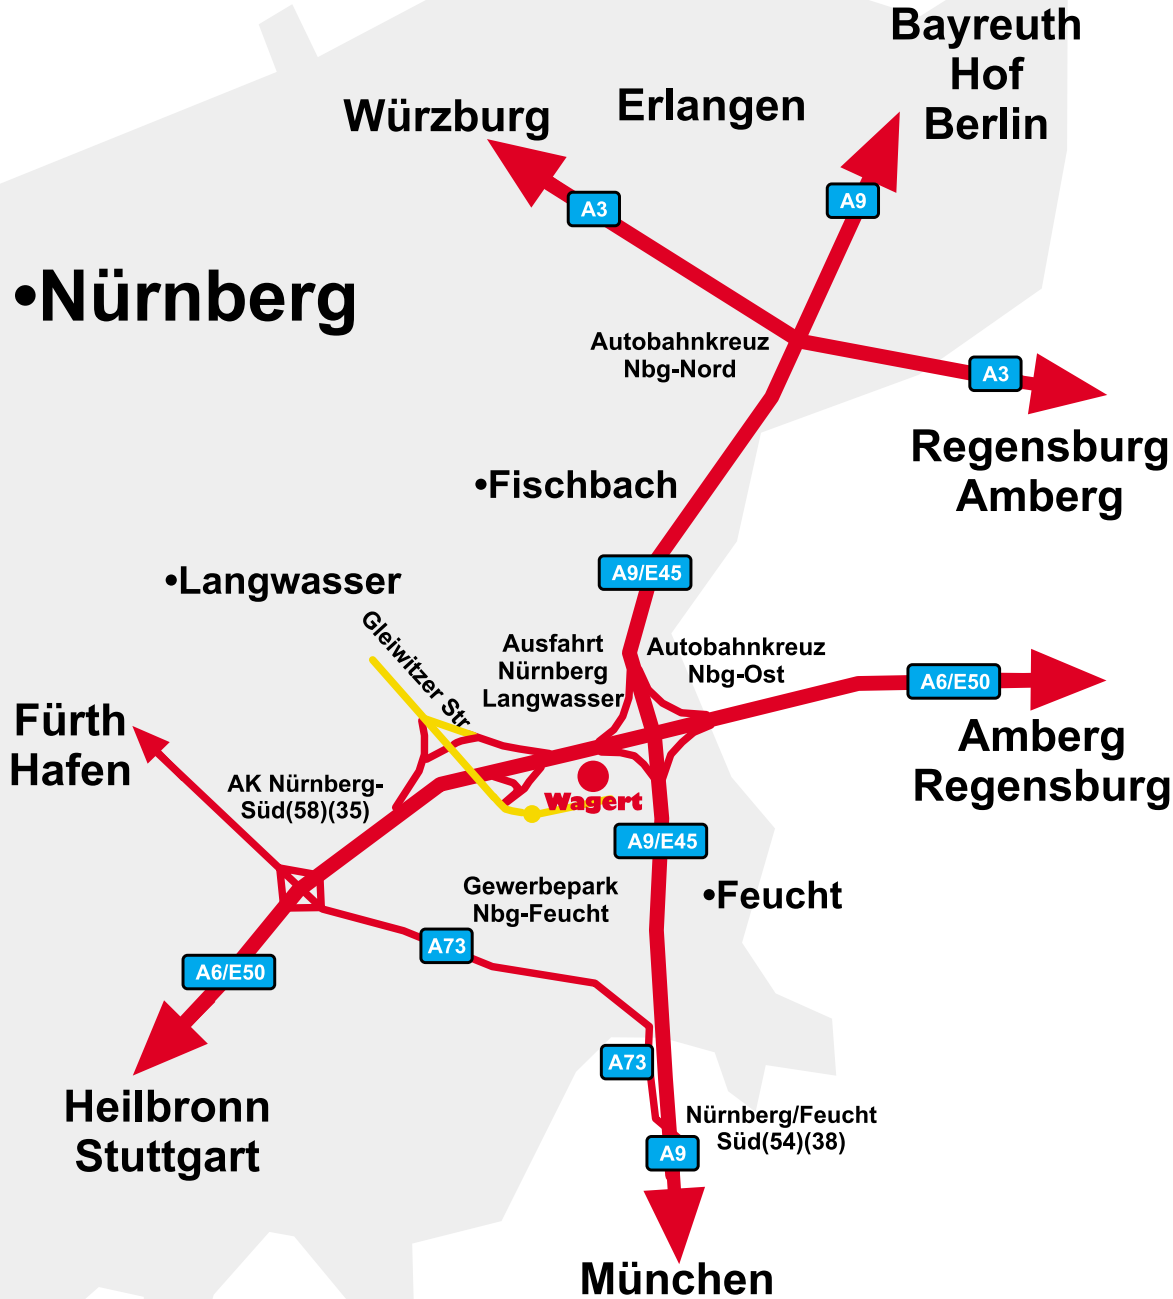 Bayreuth
Hof
Berlin
Erlangen
Würzburg
A9
A3
•Nürnberg
Autobahnkreuz
Nbg-Nord
A3
Regensburg
Amberg
•Fischbach
A9/E45
•Langwasser
Gleiwitzer Str
Ausfahrt
Nürnberg
Langwasser
Autobahnkreuz
Nbg-Ost
A6/E50
Fürth
Hafen
Amberg
Regensburg
AK Nürnberg-
Süd(58)(35)
Wagert
A9/E45
Gewerbepark
Nbg-Feucht
•Feucht
A73
A6/E50
A73
Heilbronn
Stuttgart
Nürnberg/Feucht
Süd(54)(38)
A9
München